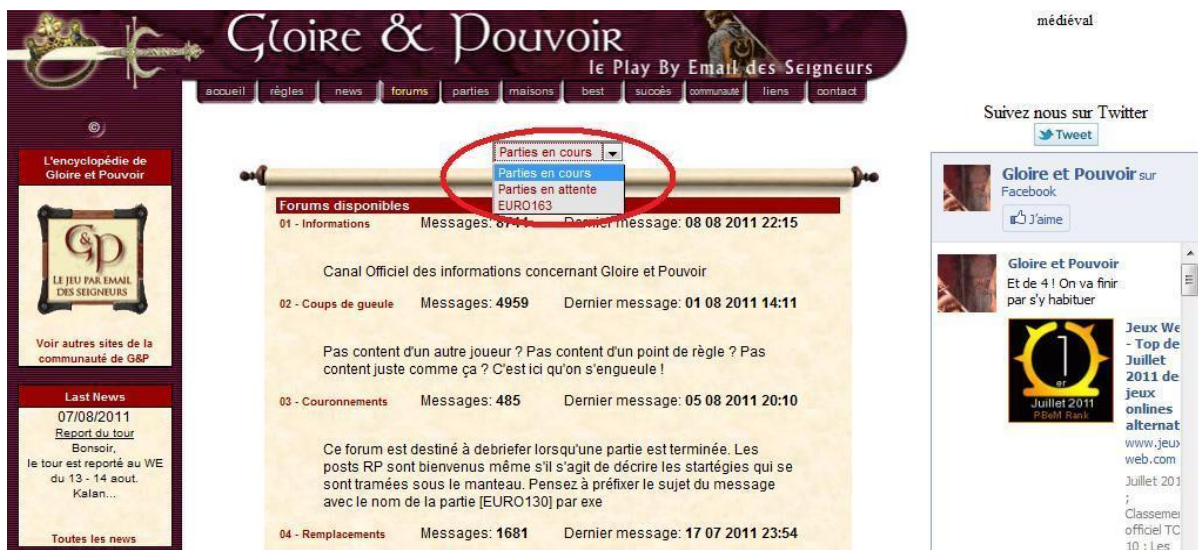 Gloire & Pouvoir
le Play By Email des Seigneurs
accueil règles news forums parties maisons best succès communauté liens contact
©
L'encyclopédie de
Gloire et Pouvoir
G&P
LE JEU PAR EMAIL
DES SEIGNEURS
Voir autres sites de la
communauté de G&P
Last News
07/08/2011
Report du tour
Bonsoir,
le tour est reporté au WE
du 13 - 14 aout.
Kalan...
Toutes les news
Parties en cours
Parties en cours
Parties en attente
EURO163
Forums disponibles
01 - Informations Messages: Dernier message: 08 08 2011 22:15
Canal Officiel des informations concernant Gloire et Pouvoir
02 - Coups de gueule Messages: 4959 Dernier message: 01 08 2011 14:11
Pas content d'un autre joueur ? Pas content d'un point de règle ? Pas
content juste comme ça ? C'est ici qu'on s'engueule !
03 - Couronnements Messages: 485 Dernier message: 05 08 2011 20:10
Ce forum est destiné à debriefer lorsqu'une partie est terminée. Les
posts RP sont bienvenus même s'il s'agit de décrire les startégies qui se
sont tramées sous le manteau. Pensez à préfixer le sujet du message
avec le nom de la partie [EURO130] par exe
04 - Remplacements Messages: 1681 Dernier message: 17 07 2011 23:54
médiéval
Suivez nous sur Twitter
Tweet
Gloire et Pouvoir sur
Facebook
J'aime
Gloire et Pouvoir
Et de 4 ! On va finir
par s'y habituer
1
er
Juillet 2011
PBeM Rank
Jeux We
- Top de
Juillet
2011 de
jeux
onlines
alternat
www.jeux
web.com
Juillet 201
;
Classemen
officiel TO
10 : Les